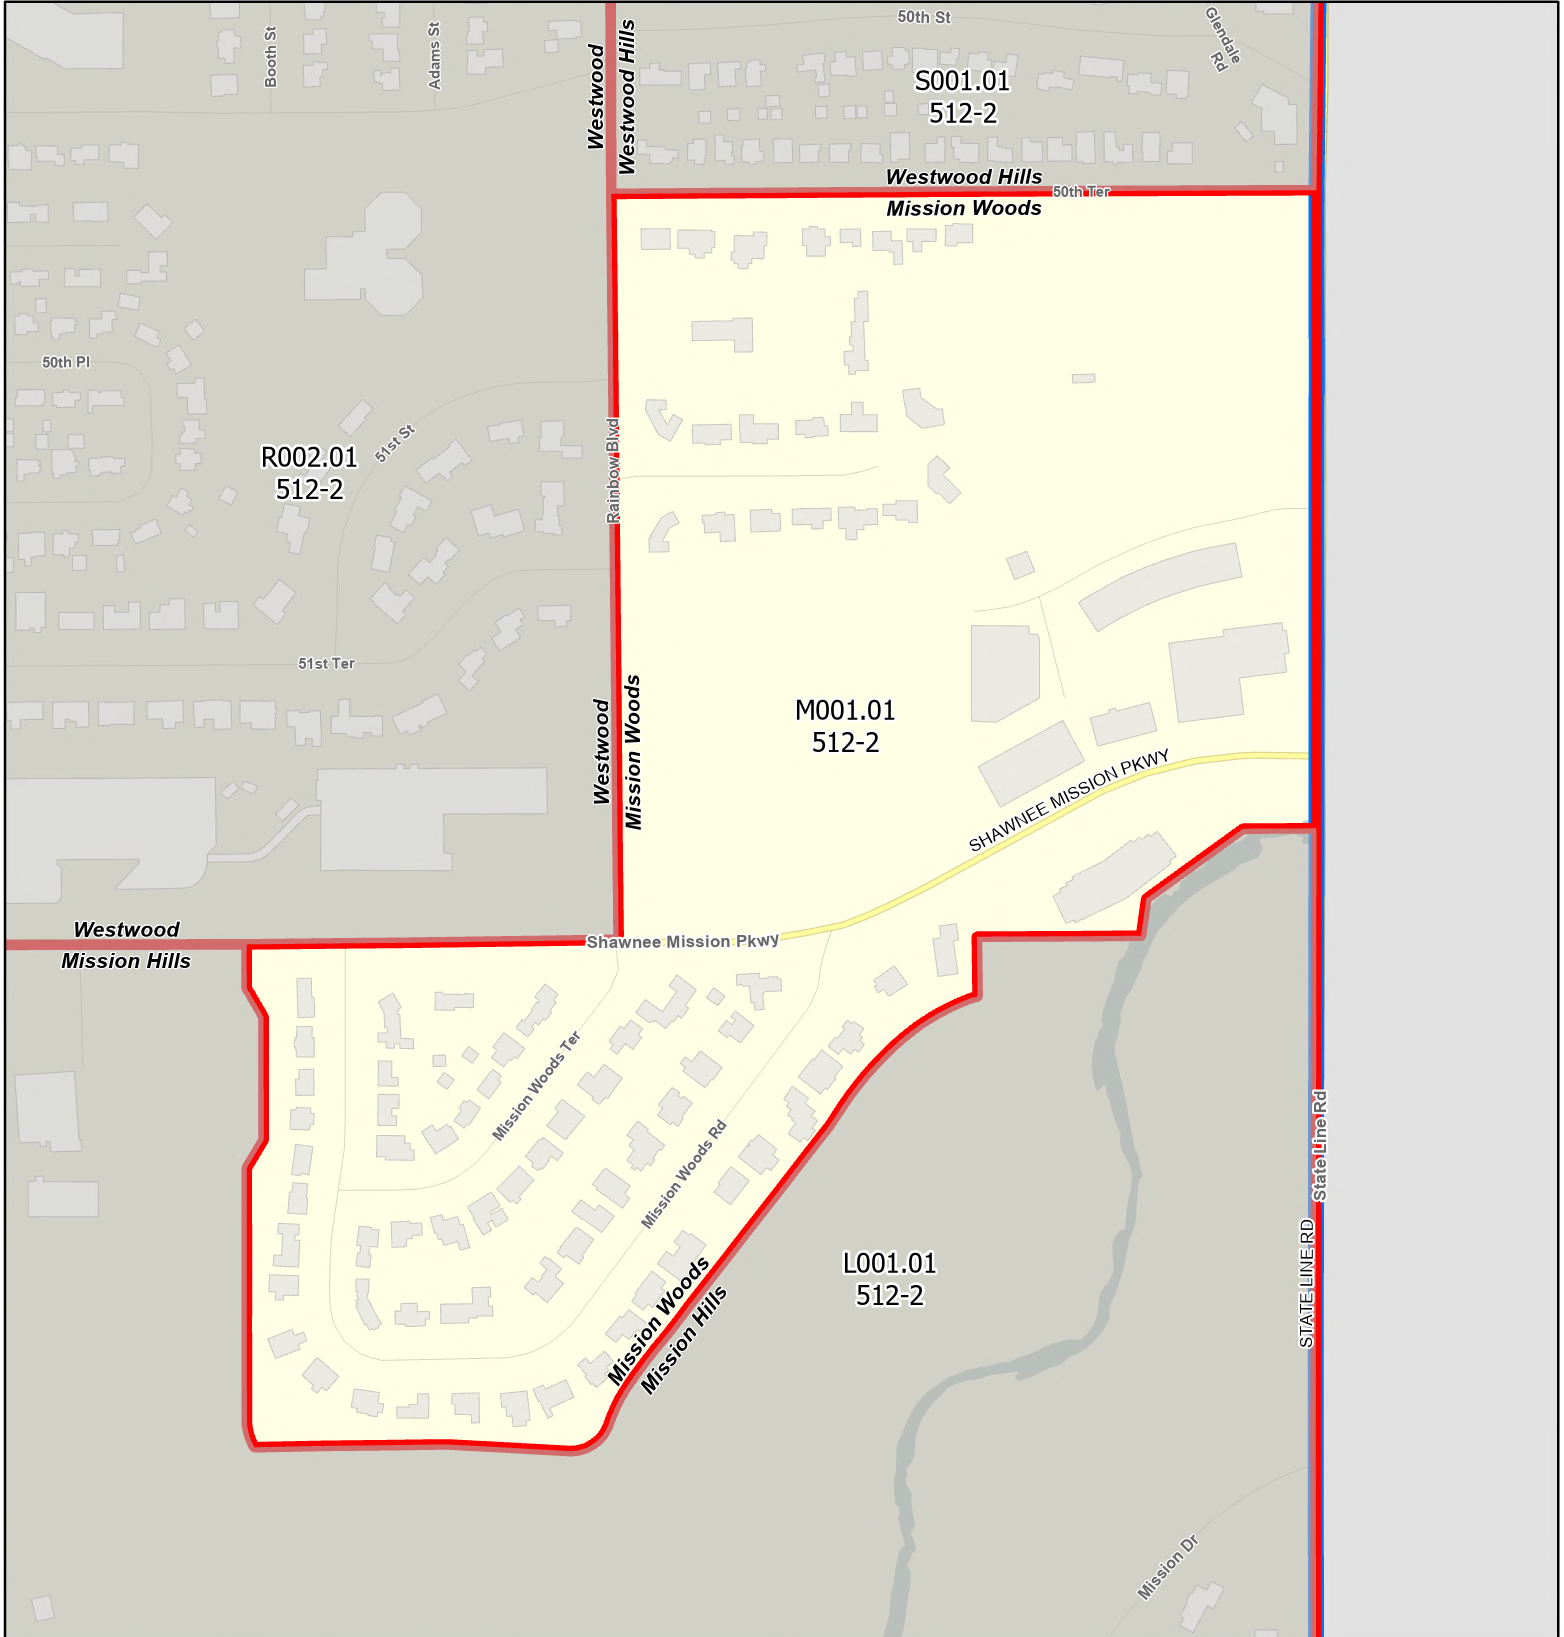 50th St
Glendale
Rd
Booth St
Adams St
Westwood
Westwood Hills
S001.01
512-2
Westwood Hills
50th Ter
Mission Woods
50th Pl
51st St
R002.01
512-2
Rainbow Blvd
51st Ter
Westwood
Mission Woods
M001.01
512-2
SHAWNEE MISSION PKWY
Westwood
Mission Hills
Shawnee Mission Pkwy
Mission Woods Ter
Mission Woods Rd
State Line Rd
STATE LINE RD
L001.01
512-2
Mission Woods
Mission Hills
Mission Dr